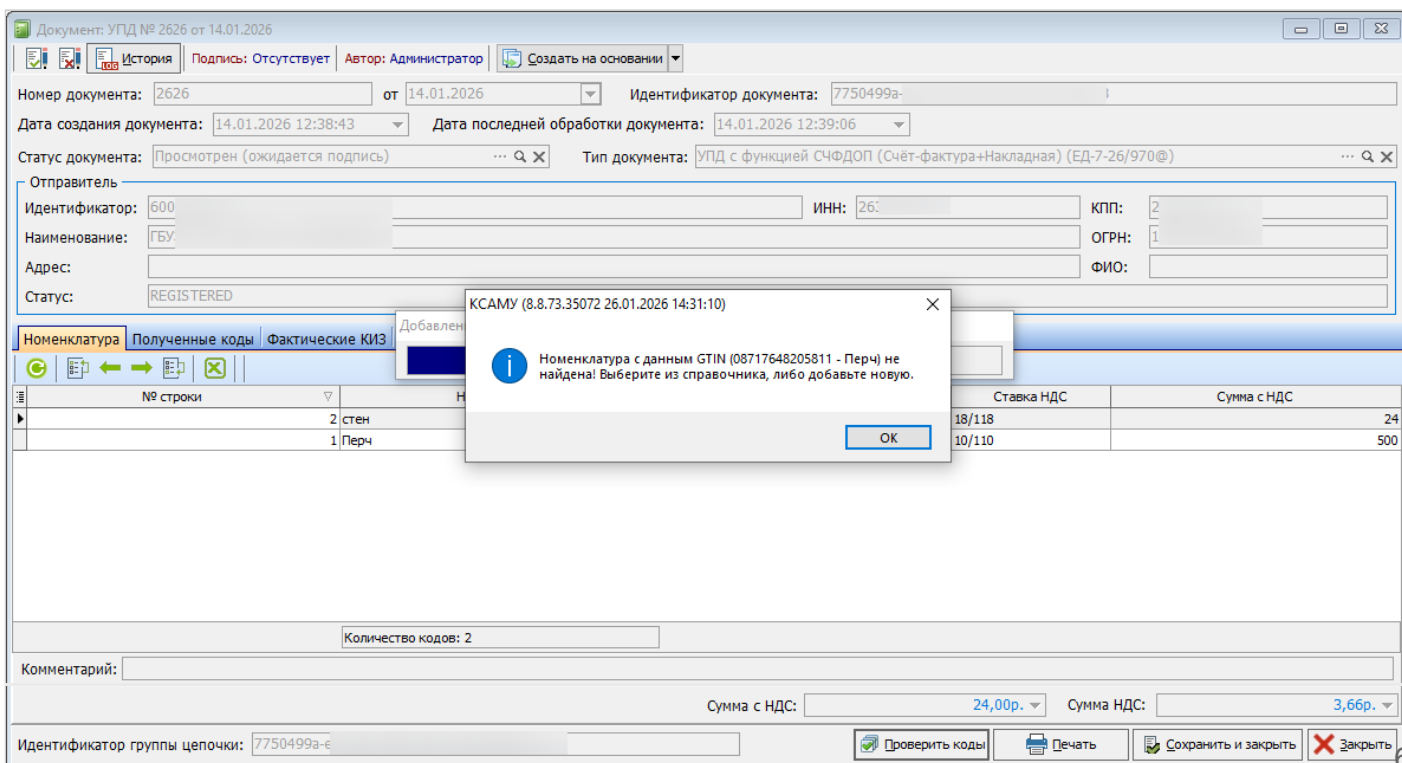 Документ: УПД № 2626 от 14.01.2026
LOG История Подпись: Отсутствует Автор: Администратор Создать на основании
Номер документа: 2626 от 14.01.2026 Идентификатор документа: 7750499a-
Дата создания документа: 14.01.2026 12:38:43 Дата последней обработки документа: 14.01.2026 12:39:06
Статус документа: Просмотрен (ожидается подпись) ... Тип документа: УПД с функцией СЧФДОП (Счёт-фактура+Накладная) (ЕД-7-26/970@) ...
Отправитель
Идентификатор: 600 ИНН: 26 КПП: 2
Наименование: ГБУ ОГРН: 1
Адрес: ФИО:
Статус: REGISTERED
КСАМУ (8.8.73.35072 26.01.2026 14:31:10)
Добавлен
Номенклатура с данным GTIN (08717648205811 - Перч) не
найдена! Выберите из справочника, либо добавьте новую.
OK
Номенклатура Полученные коды Фактические КИЗ
№ строки Н Ставка НДС Сумма с НДС
2 стен 18/118 24
1 Перч 10/110 500
Количество кодов: 2
Комментарий:
Сумма с НДС: 24,00р. Сумма НДС: 3,66р.
Идентификатор группы цепочки: 7750499a-e Проверить коды Печать Сохранить и закрыть Закрыть